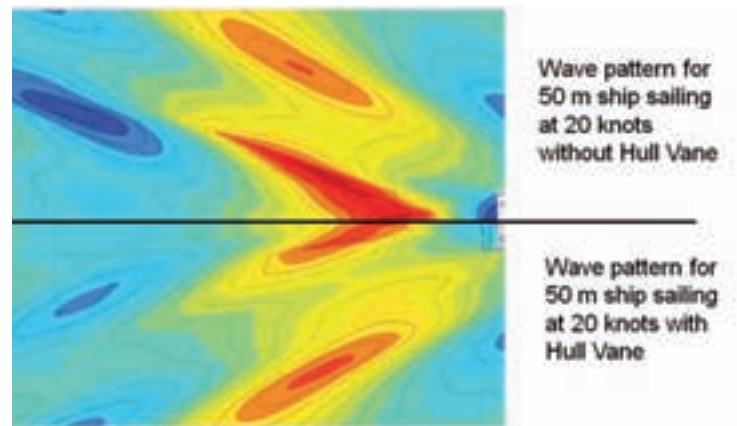 Wave pattern for
50 m ship sailing
at 20 knots
without Hull Vane
Wave pattern for
50 m ship sailing
at 20 knots with
Hull Vane